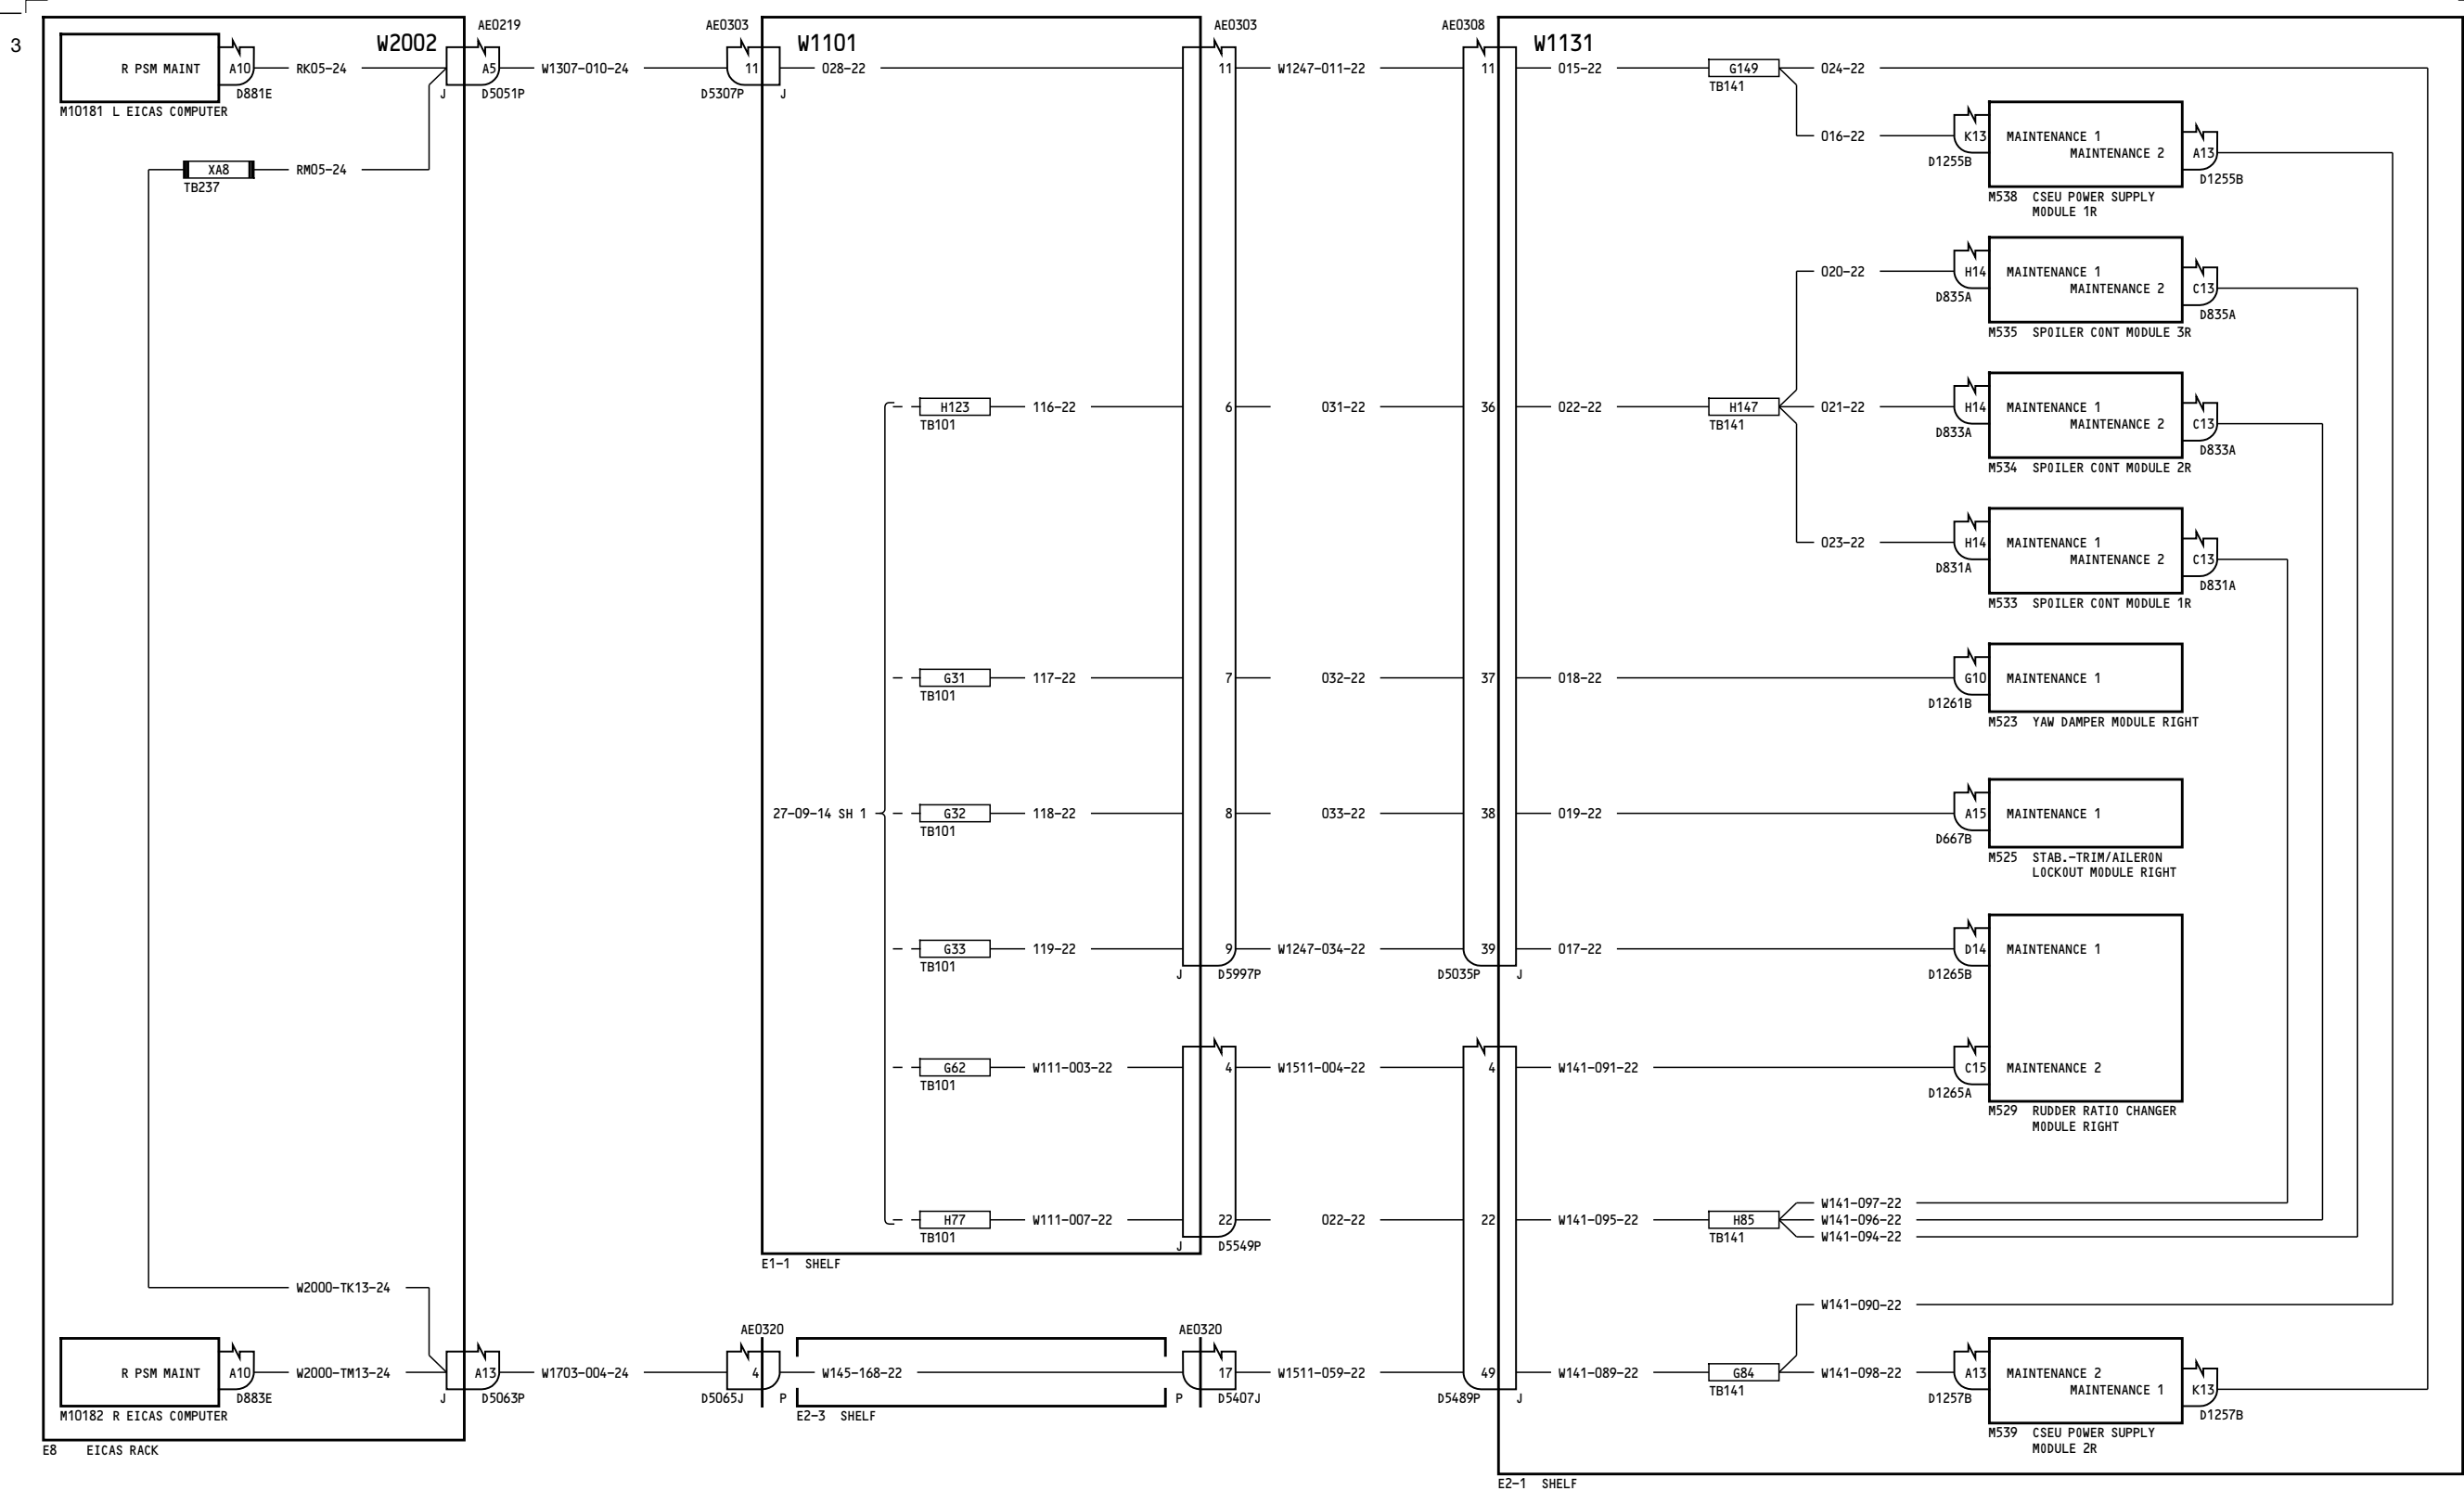 3
W2002 AE0219 AE0303 W1101 AE0303 AE0308 W1131
R PSM MAINT A10 RK05-24 A5 W1307-010-24 11 028-22 11 W1247-011-22 11 015-22 G149 024-22
D881E J D5051P D5307P J TB141
M10181 L EICAS COMPUTER
016-22 K13 MAINTENANCE 1
MAINTENANCE 2 A13
D1255B D1255B
M538 CSEU POWER SUPPLY
MODULE 1R
XA8 RM05-24
TB237
020-22 H14 MAINTENANCE 1
MAINTENANCE 2 C13
D835A D835A
M535 SPOILER CONT MODULE 3R
H123 116-22 6 031-22 36 022-22 H147 021-22 H14 MAINTENANCE 1
MAINTENANCE 2 C13
TB101 TB141 D833A D833A
M534 SPOILER CONT MODULE 2R
023-22 H14 MAINTENANCE 1
MAINTENANCE 2 C13
D831A D831A
M533 SPOILER CONT MODULE 1R
G31 117-22 7 032-22 37 018-22 G10 MAINTENANCE 1
TB101 D1261B
M523 YAW DAMPER MODULE RIGHT
27-09-14 SH 1 G32 118-22 8 033-22 38 019-22 A15 MAINTENANCE 1
TB101 D667B
M525 STAB.-TRIM/AILERON
LOCKOUT MODULE RIGHT
G33 119-22 9 W1247-034-22 39 017-22 D14 MAINTENANCE 1
TB101 J D5997P D5035P J D1265B
G62 W111-003-22 4 W1511-004-22 4 W141-091-22 C15 MAINTENANCE 2
TB101 D1265A
M529 RUDDER RATIO CHANGER
MODULE RIGHT
W141-097-22
H77 W111-007-22 22 022-22 22 W141-095-22 H85 W141-096-22
TB101 J D5549P TB141 W141-094-22
E1-1 SHELF
W2000-TK13-24
W141-090-22
AE0320 AE0320
R PSM MAINT A10 W2000-TM13-24 A13 W1703-004-24 4 W145-168-22 17 W1511-059-22 49 W141-089-22 G84 W141-098-22 A13 MAINTENANCE 2
MAINTENANCE 1 K13
D883E J D5063P D5065J P P D5407J D5489P J TB141 D1257B D1257B
M10182 R EICAS COMPUTER E2-3 SHELF
M539 CSEU POWER SUPPLY
MODULE 2R
E8 EICAS RACK
E2-1 SHELF